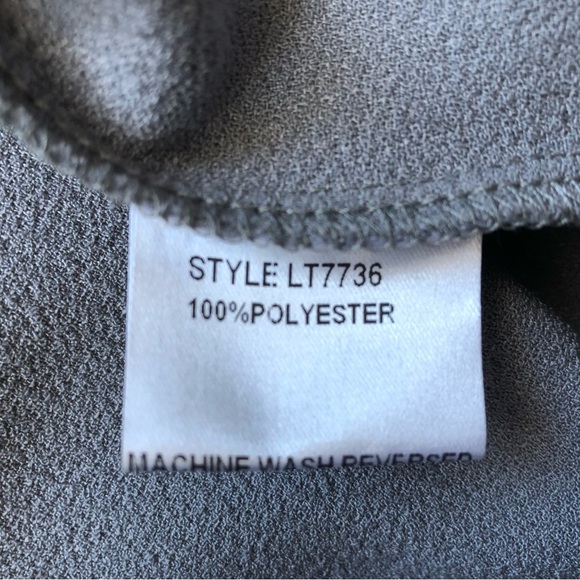 STYLE LT7736
100%POLYESTER
MACHINE WASH REVERSED